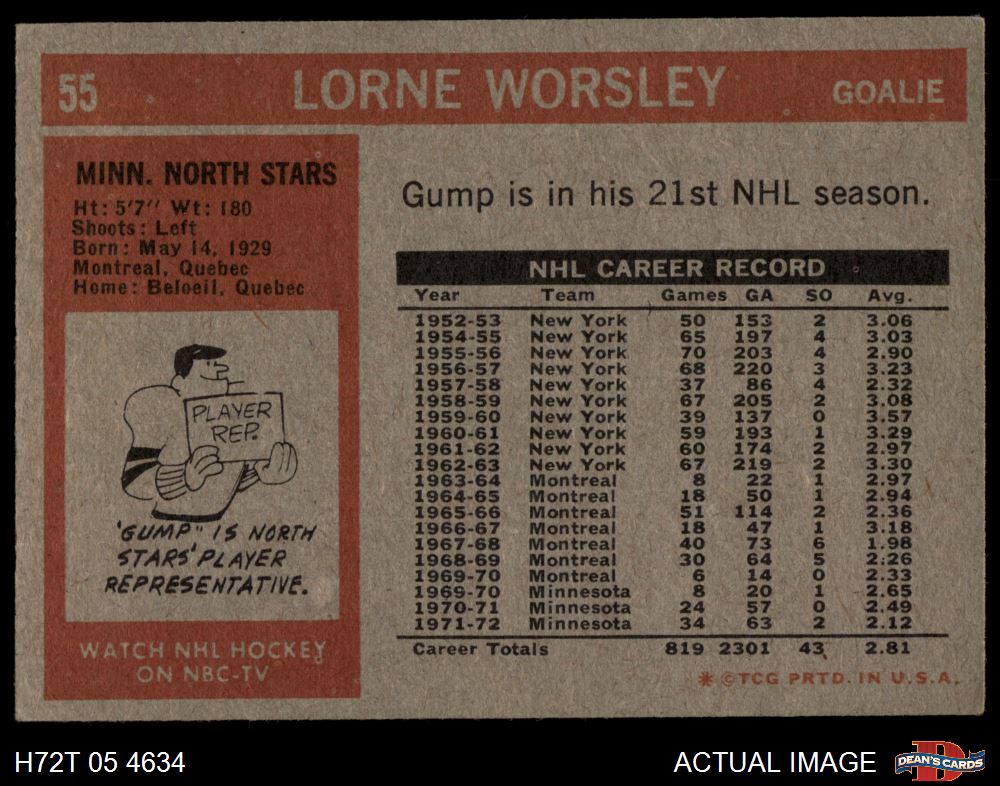 55 LORNE WORSLEY GOALIE
MINN. NORTH STARS
Ht: 5'7" Wt: 180
Shoots: Left
Born: May 14, 1929
Montreal, Quebec
Home: Beloeil, Quebec
PLAYER
REP.
"GUMP" IS NORTH
STARS' PLAYER
REPRESENTATIVE.
WATCH NHL HOCKEY
ON NBC-TV
Gump is in his 21st NHL season.
NHL CAREER RECORD
Year Team Games GA SO Avg.
1952-53 New York 50 153 2 3.06
1954-55 New York 65 197 4 3.03
1955-56 New York 70 203 4 2.90
1956-57 New York 68 220 3 3.23
1957-58 New York 37 86 4 2.32
1958-59 New York 67 205 2 3.08
1959-60 New York 39 137 0 3.57
1960-61 New York 59 193 1 3.29
1961-62 New York 60 174 2 2.97
1962-63 New York 67 219 2 3.30
1963-64 Montreal 8 22 1 2.97
1964-65 Montreal 18 50 1 2.94
1965-66 Montreal 51 114 2 2.36
1966-67 Montreal 18 47 1 3.18
1967-68 Montreal 40 73 6 1.98
1968-69 Montreal 30 64 5 2.26
1969-70 Montreal 6 14 0 2.33
1969-70 Minnesota 8 20 1 2.65
1970-71 Minnesota 24 57 0 2.49
1971-72 Minnesota 34 63 2 2.12
Career Totals 819 2301 43 2.81
* ©TCG PRTD. IN U.S.A.
H72T 05 4634 ACTUAL IMAGE D DEAN'S CARDS